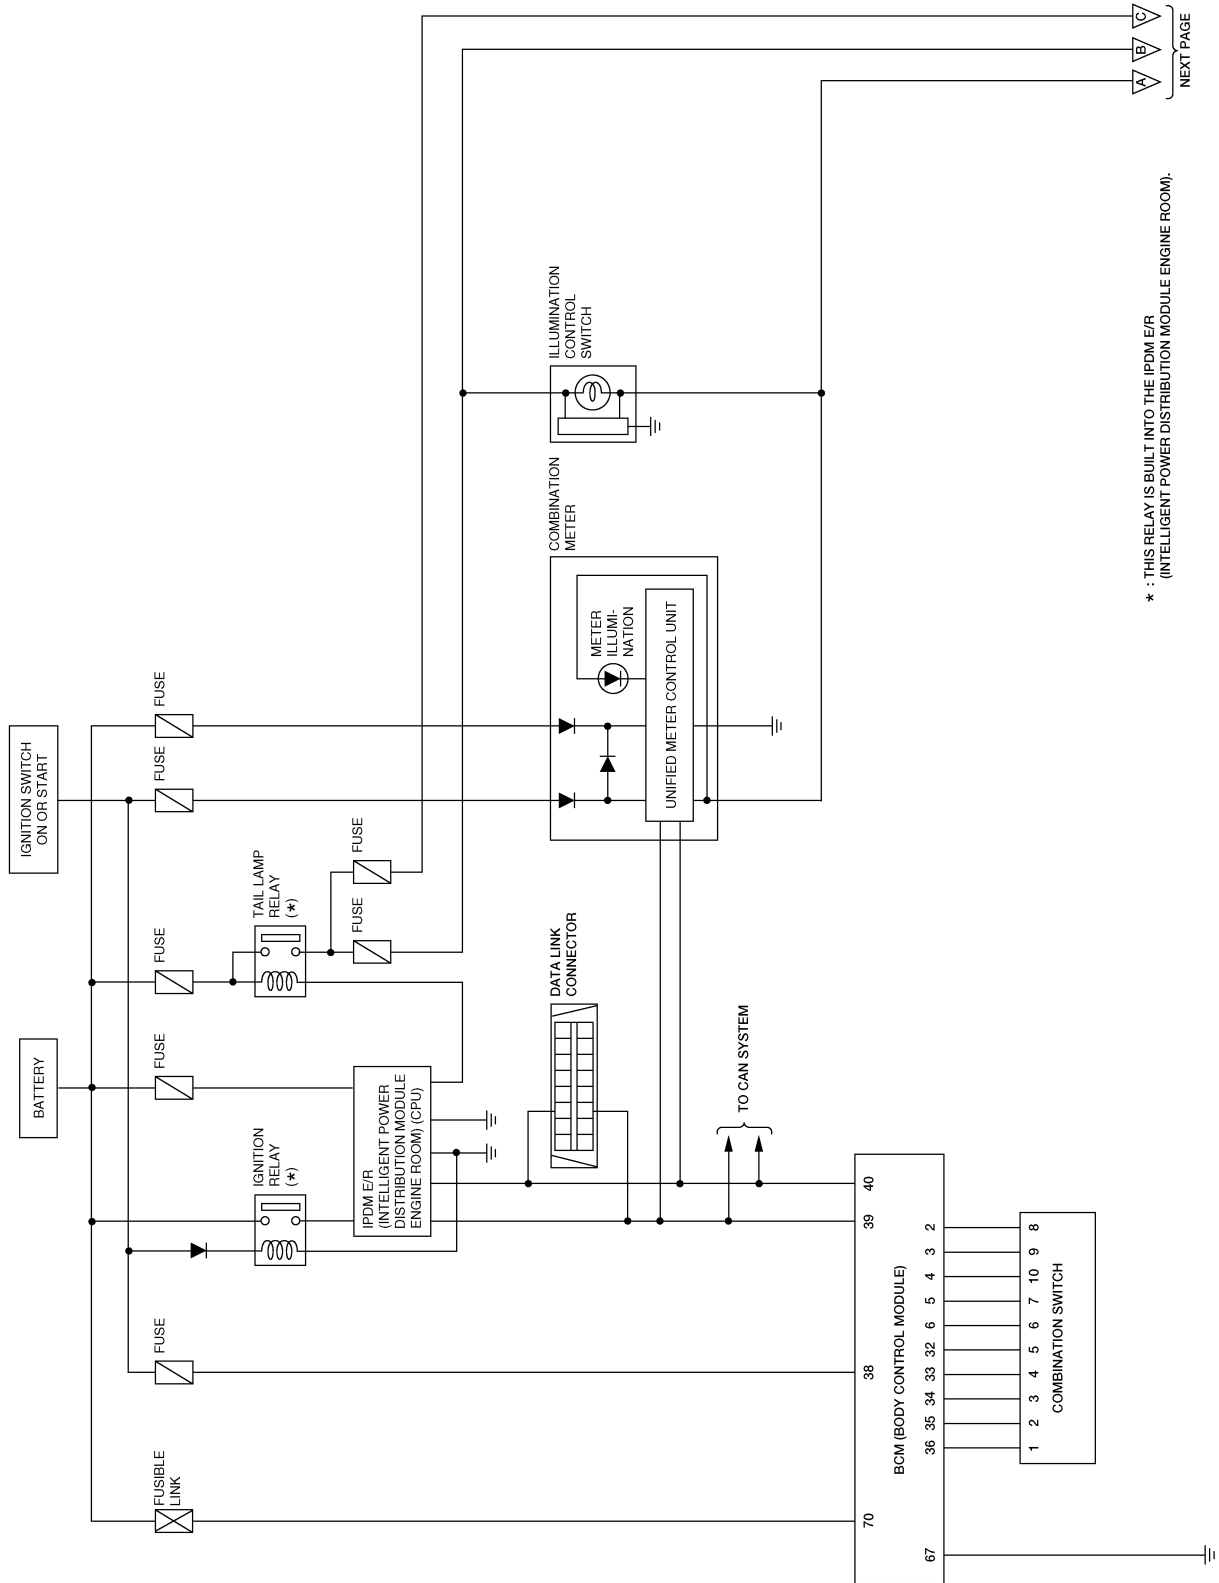 BATTERY
IGNITION SWITCH
ON OR START
FUSIBLE
LINK
FUSE
FUSE
FUSE
FUSE
FUSE
IGNITION
RELAY
(*)
TAIL LAMP
RELAY
(*)
FUSE
FUSE
IPDM E/R
(INTELLIGENT POWER
DISTRIBUTION MODULE
ENGINE ROOM) (CPU)
DATA LINK
CONNECTOR
COMBINATION
METER
METER
ILLUMI-
NATION
UNIFIED METER CONTROL UNIT
ILLUMINATION
CONTROL
SWITCH
TO CAN SYSTEM
70
38
39
40
BCM (BODY CONTROL MODULE)
67
36
35
34
33
32
6
5
4
3
2
1
2
3
4
5
6
7
10
9
8
COMBINATION SWITCH
A
B
C
NEXT PAGE
* : THIS RELAY IS BUILT INTO THE IPDM E/R
(INTELLIGENT POWER DISTRIBUTION MODULE ENGINE ROOM).